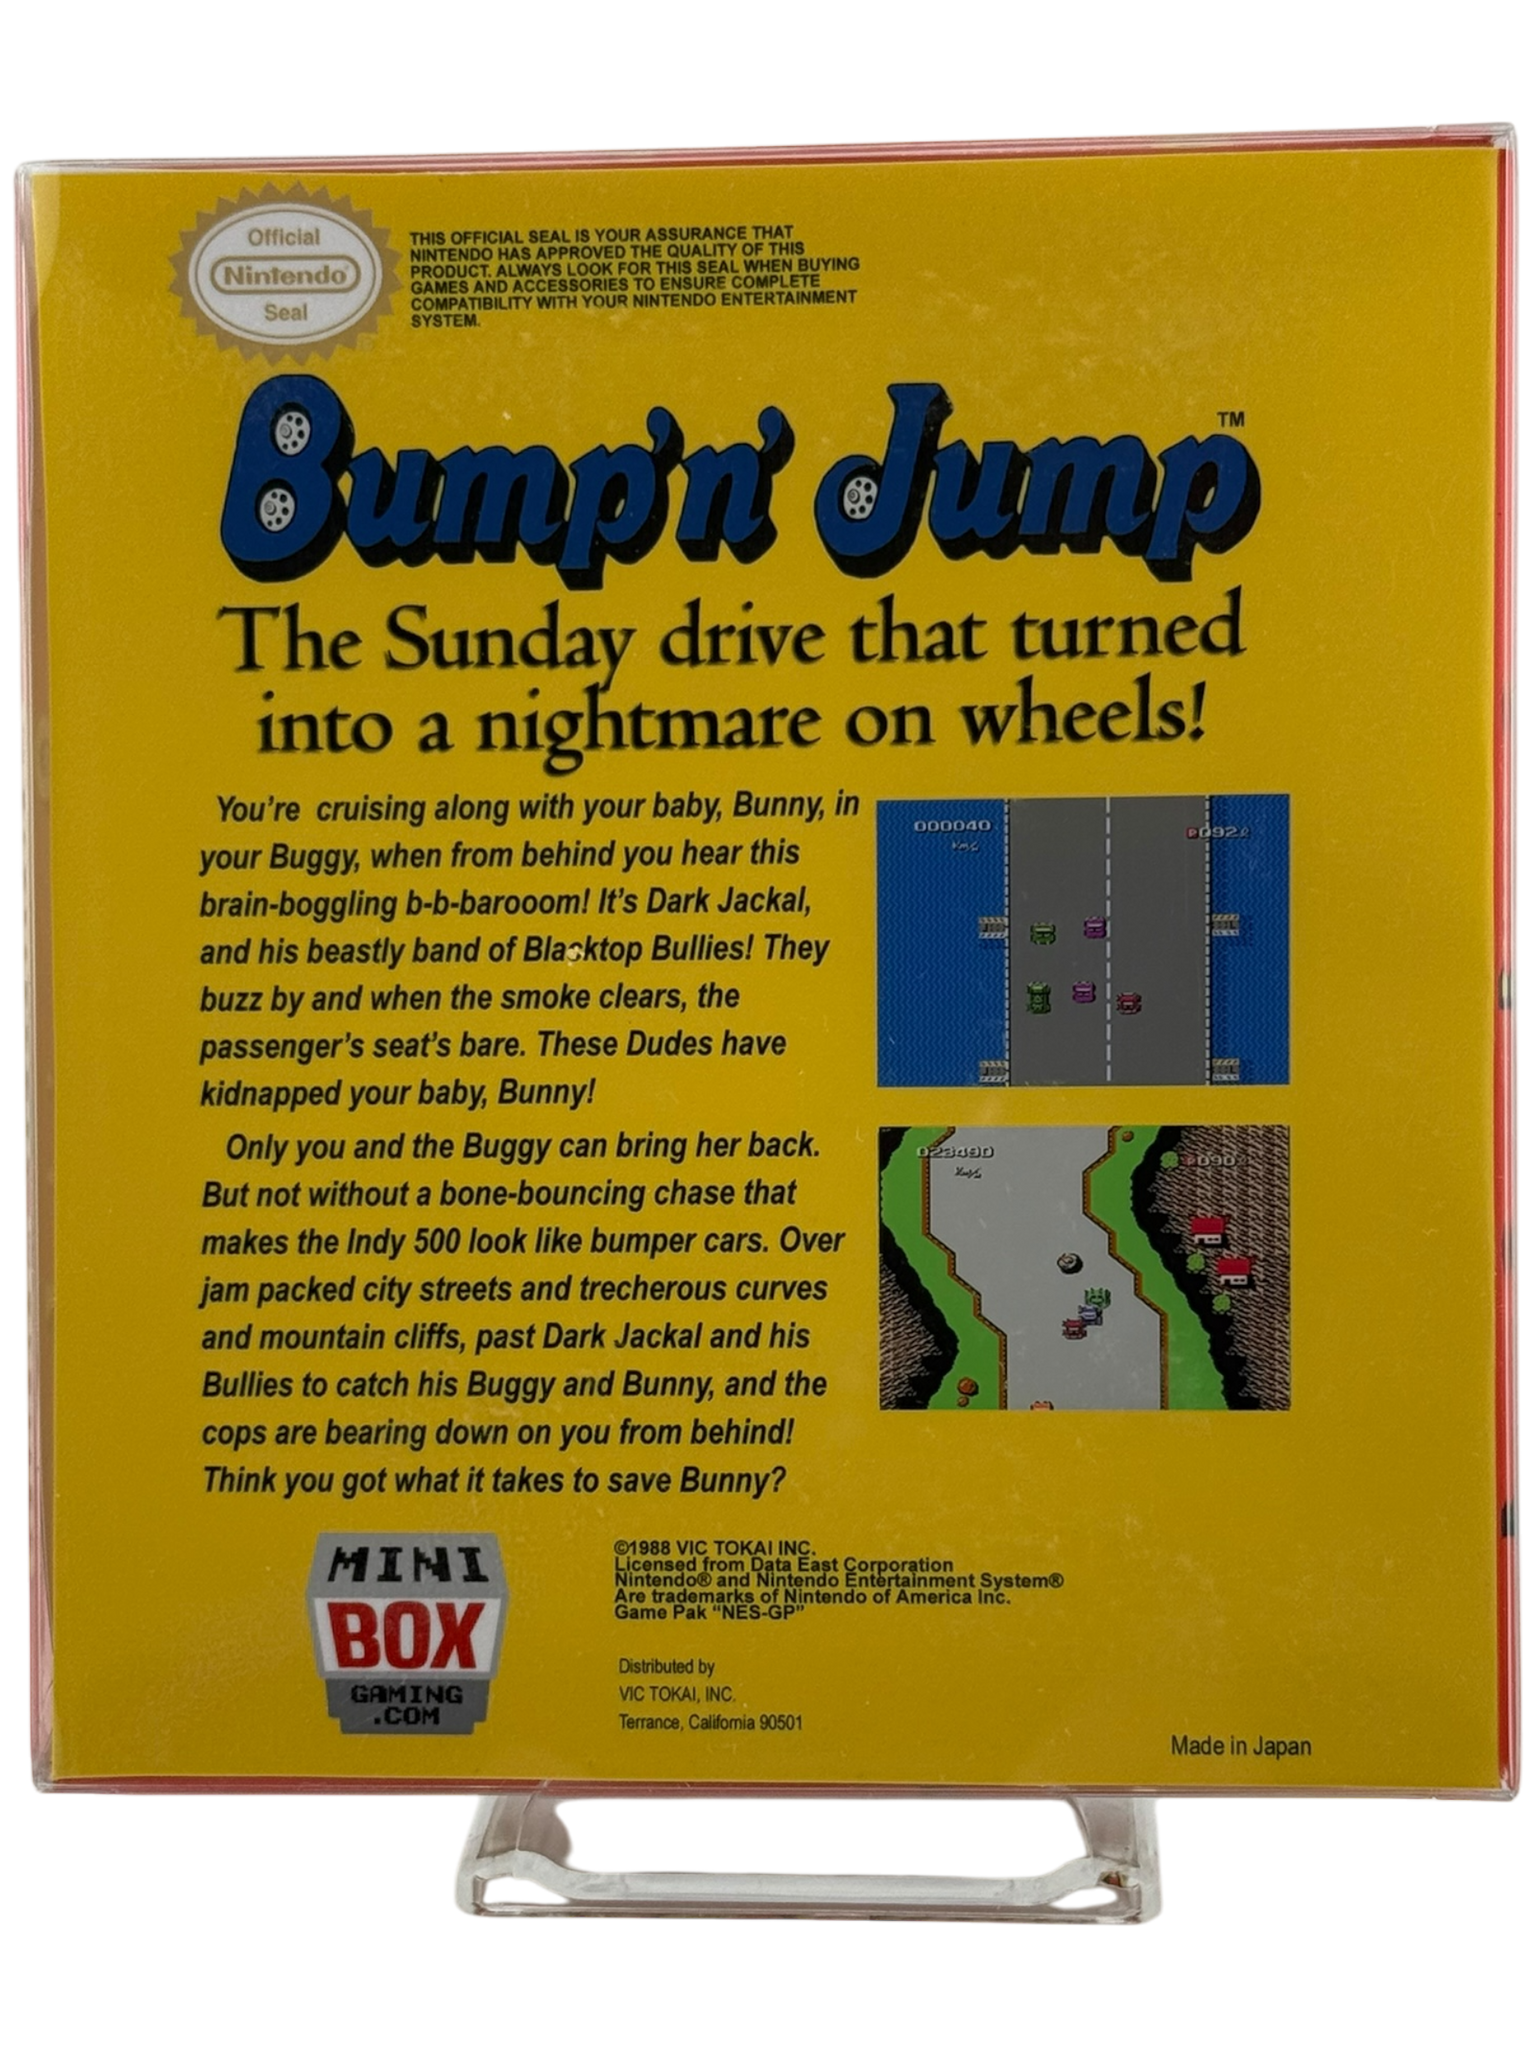 Official
Nintendo®
Seal
THIS OFFICIAL SEAL IS YOUR ASSURANCE THAT
NINTENDO HAS APPROVED THE QUALITY OF THIS
PRODUCT. ALWAYS LOOK FOR THIS SEAL WHEN BUYING
GAMES AND ACCESSORIES TO ENSURE COMPLETE
COMPATIBILITY WITH YOUR NINTENDO ENTERTAINMENT
SYSTEM.
Bump'n' Jump™
The Sunday drive that turned
into a nightmare on wheels!
You're cruising along with your baby, Bunny, in
your Buggy, when from behind you hear this
brain-boggling b-b-barooom! It's Dark Jackal,
and his beastly band of Blacktop Bullies! They
buzz by and when the smoke clears, the
passenger's seat's bare. These Dudes have
kidnapped your baby, Bunny!
Only you and the Buggy can bring her back.
But not without a bone-bouncing chase that
makes the Indy 500 look like bumper cars. Over
jam packed city streets and trecherous curves
and mountain cliffs, past Dark Jackal and his
Bullies to catch his Buggy and Bunny, and the
cops are bearing down on you from behind!
Think you got what it takes to save Bunny?
000040
023490
MINI
BOX
GAMING
.COM
©1988 VIC TOKAI INC.
Licensed from Data East Corporation
Nintendo® and Nintendo Entertainment System®
Are trademarks of Nintendo of America Inc.
Game Pak "NES-GP"
Distributed by
VIC TOKAI, INC.
Terrance, California 90501
Made in Japan